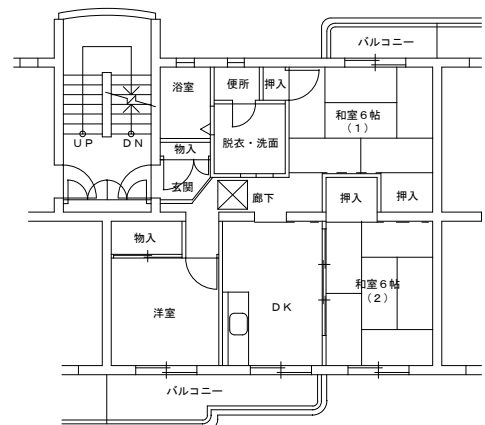 バルコニー
浴室
便所
押入
和室6帖
(1)
UP
DN
脱衣・洗面
物入
玄関
廊下
押入
押入
物入
和室6帖
(2)
洋室
DK
バルコニー